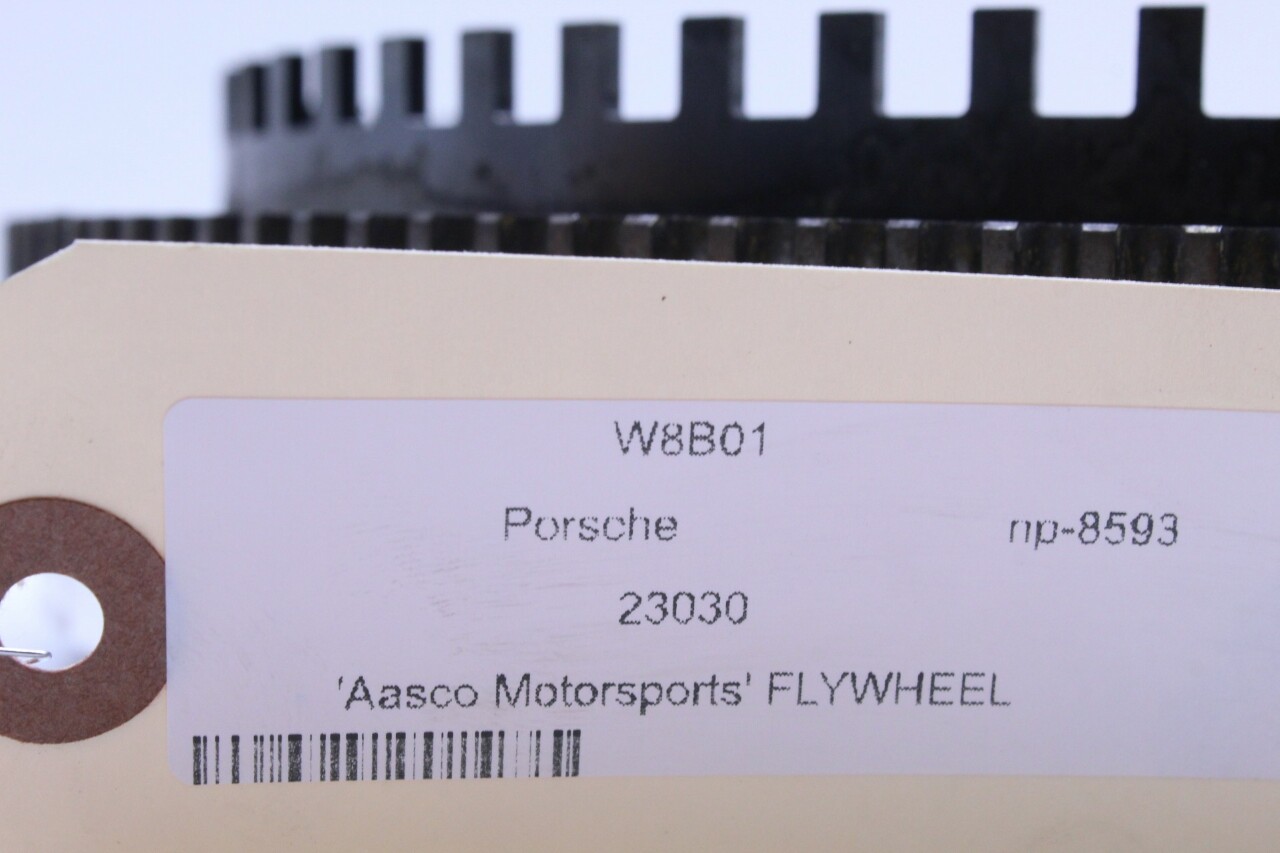 W8B01
Porsche np-8593
23030
'Aasco Motorsports' FLYWHEEL